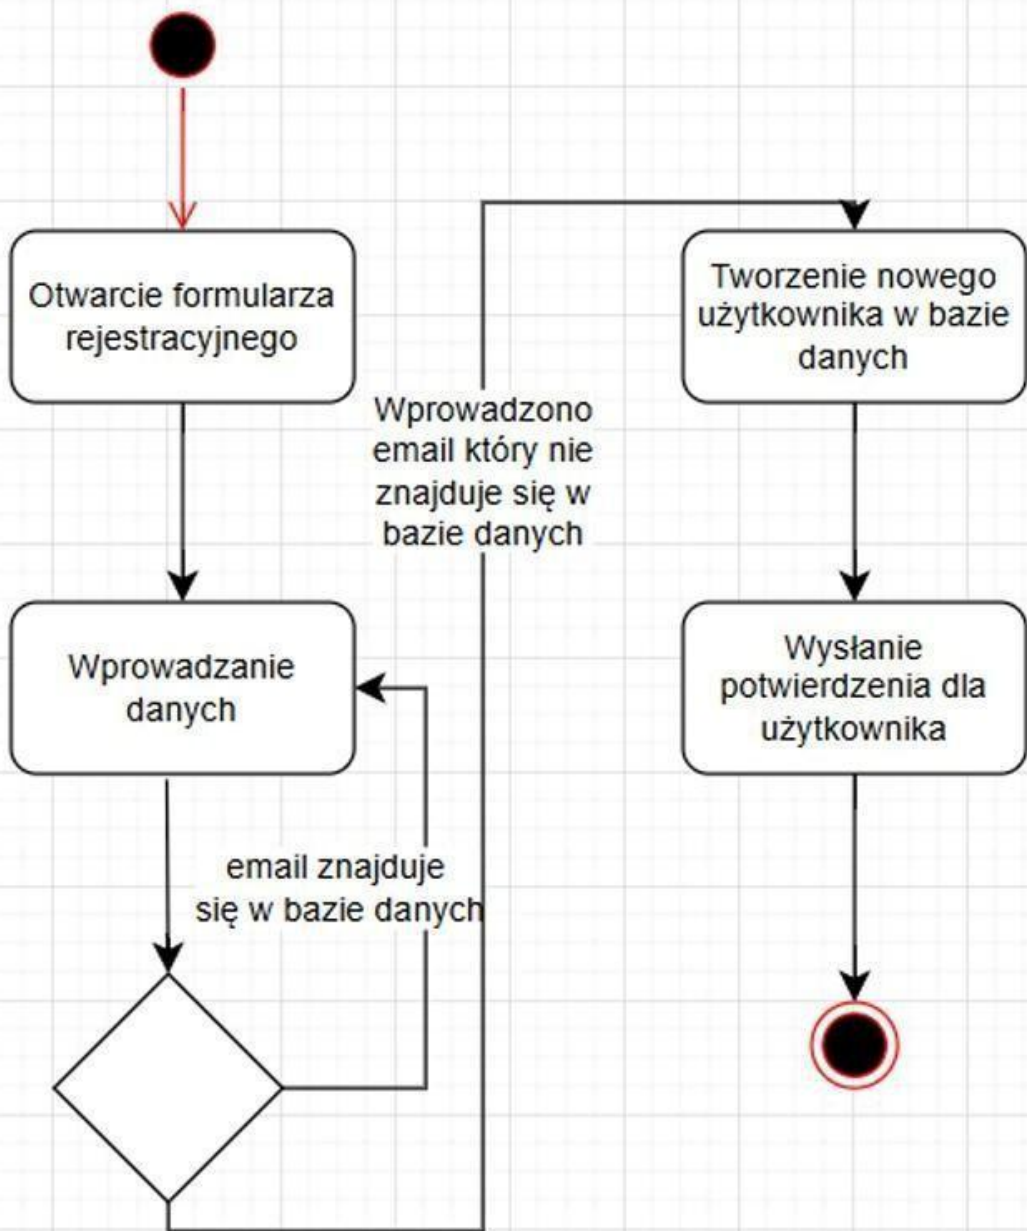 Otwarcie formularza
rejestracyjnego
Wprowadzanie
danych
email znajduje
się w bazie danych
Wprowadzono
email który nie
znajduje się w
bazie danych
Tworzenie nowego
użytkownika w bazie
danych
Wysłanie
potwierdzenia dla
użytkownika